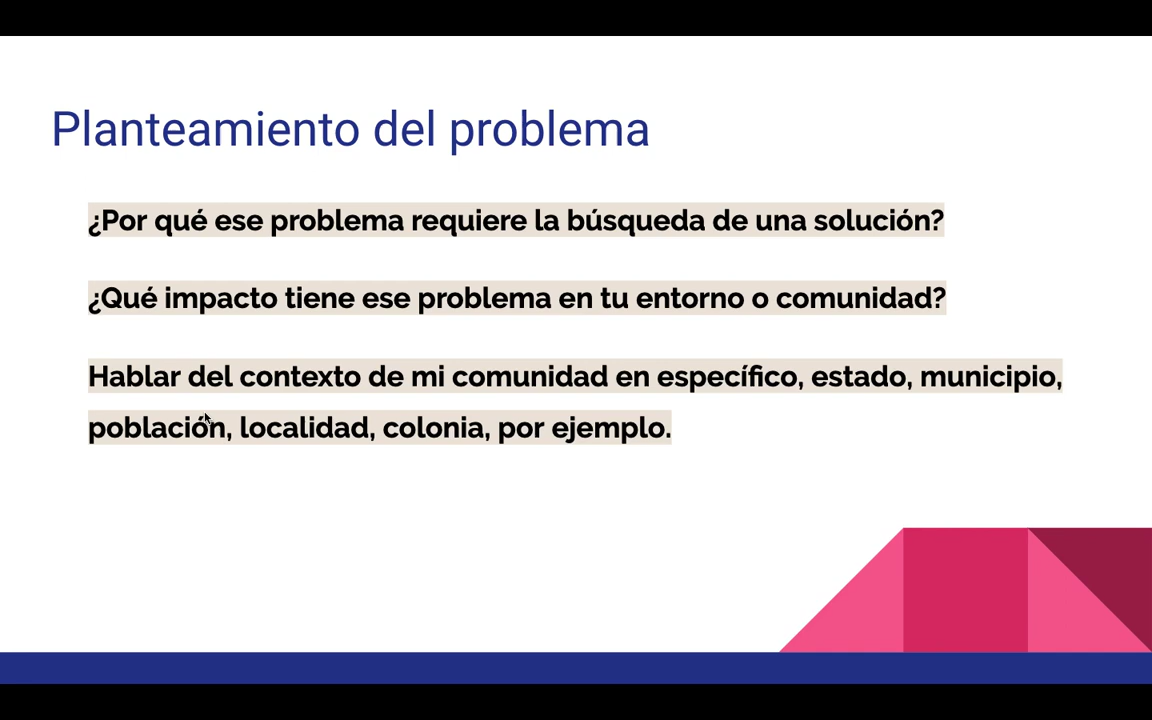 Planteamiento del problema
¿Por qué ese problema requiere la búsqueda de una solución?
¿Qué impacto tiene ese problema en tu entorno o comunidad?
Hablar del contexto de mi comunidad en específico, estado, municipio,
población, localidad, colonia, por ejemplo.